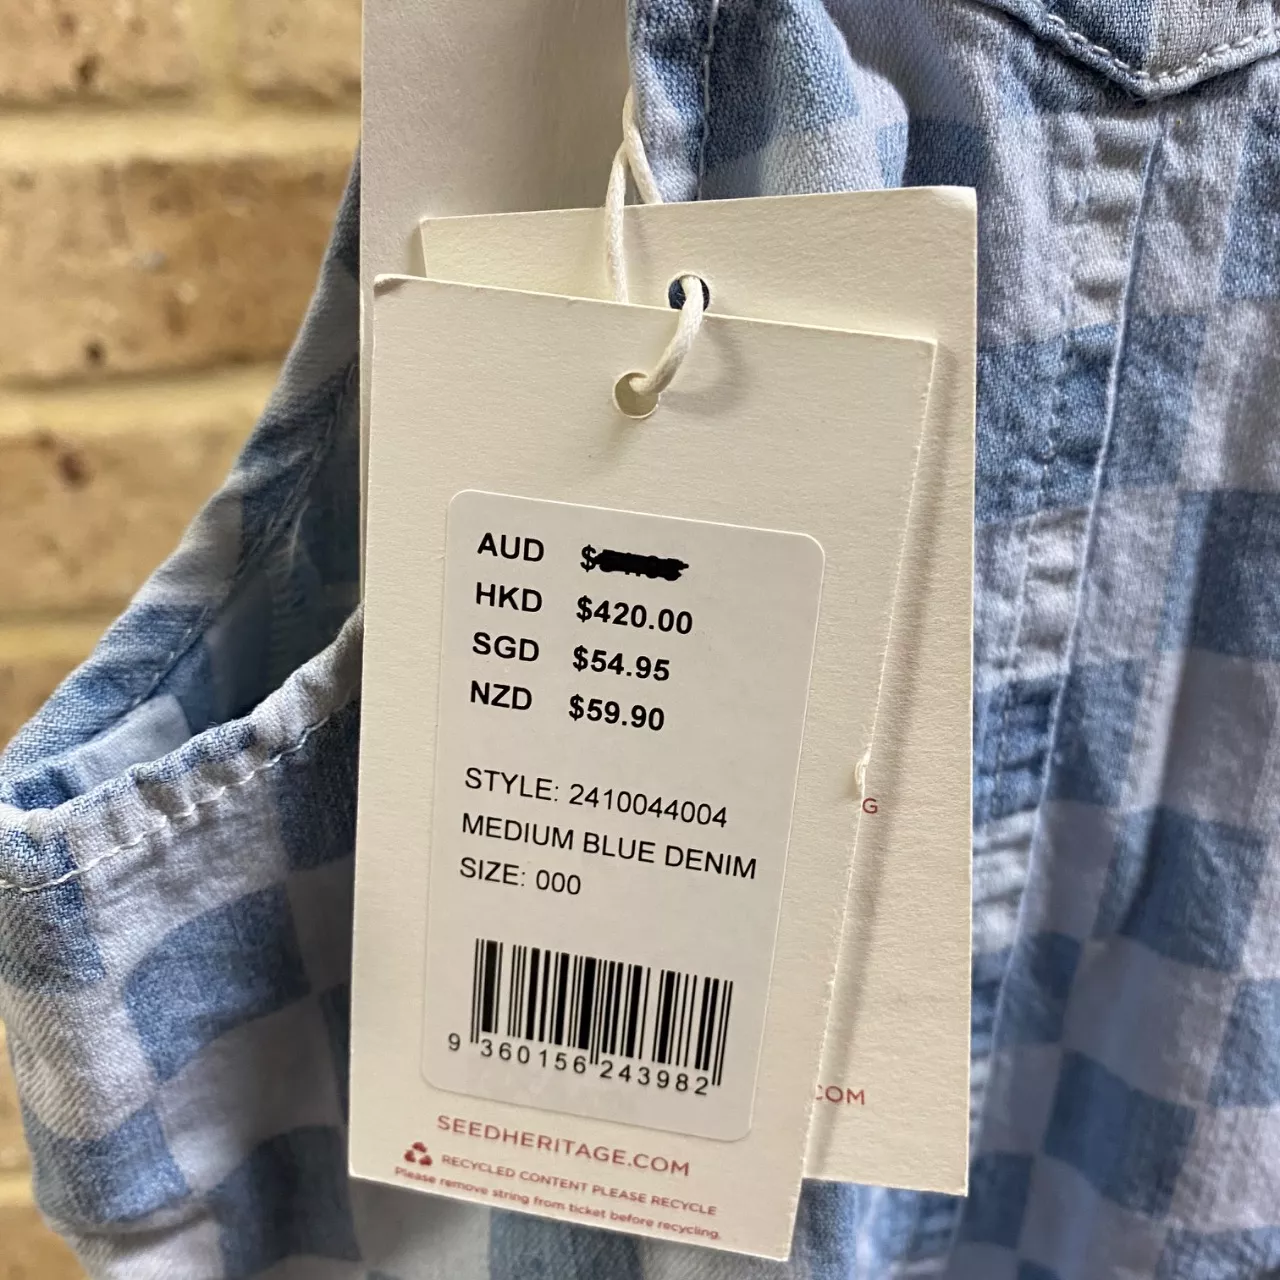 AUD $
HKD $420.00
SGD $54.95
NZD $59.90
STYLE: 2410044004
MEDIUM BLUE DENIM
SIZE: 000
9 360156 243982
SEEDHERITAGE.COM
RECYCLED CONTENT PLEASE RECYCLE
Please remove string from ticket before recycling.
G
.COM